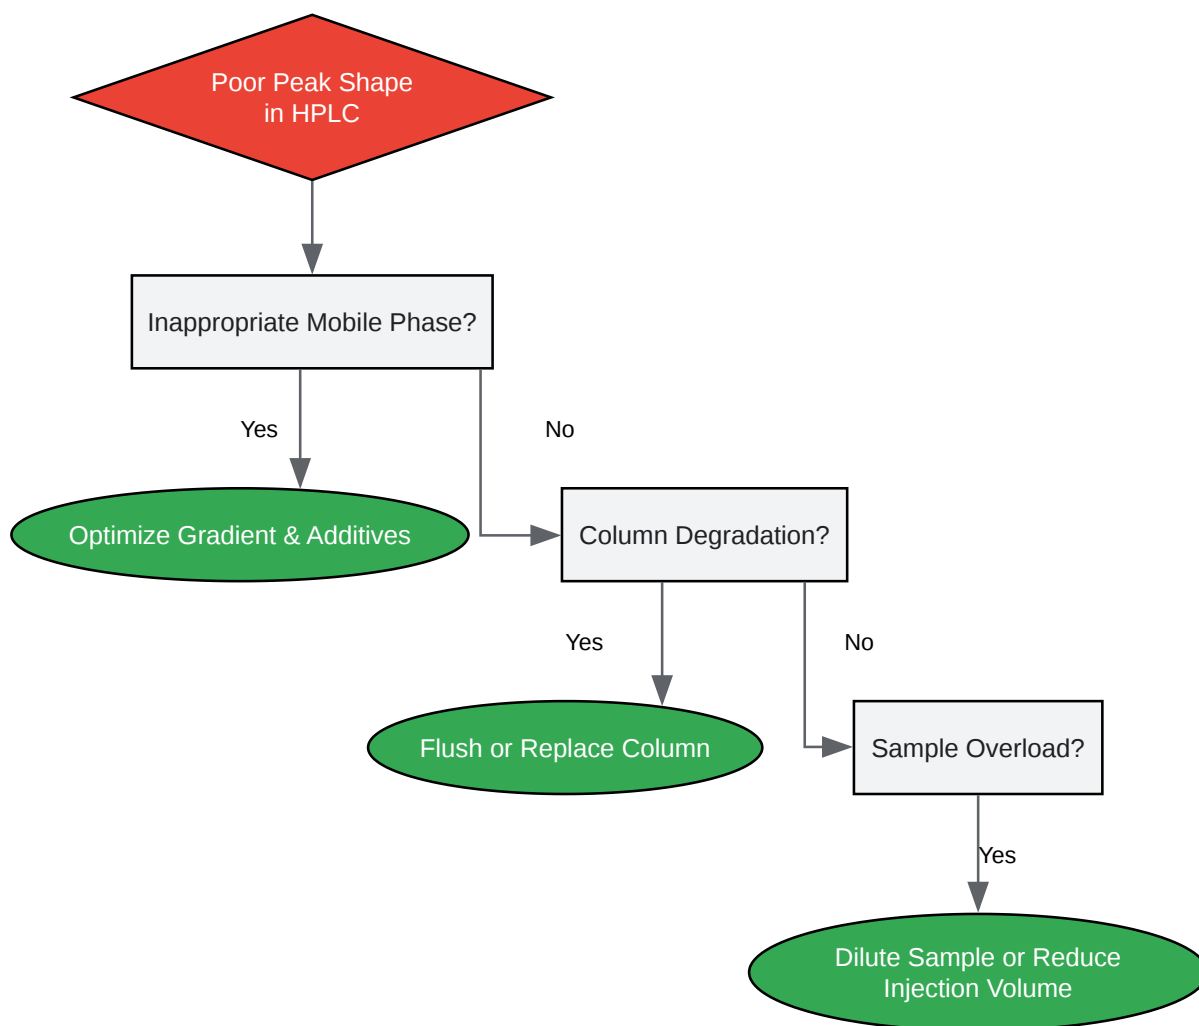 Poor Peak Shape
in HPLC
Inappropriate Mobile Phase?
Yes
No
Optimize Gradient & Additives
Column Degradation?
Yes
No
Flush or Replace Column
Sample Overload?
Yes
Dilute Sample or Reduce
Injection Volume